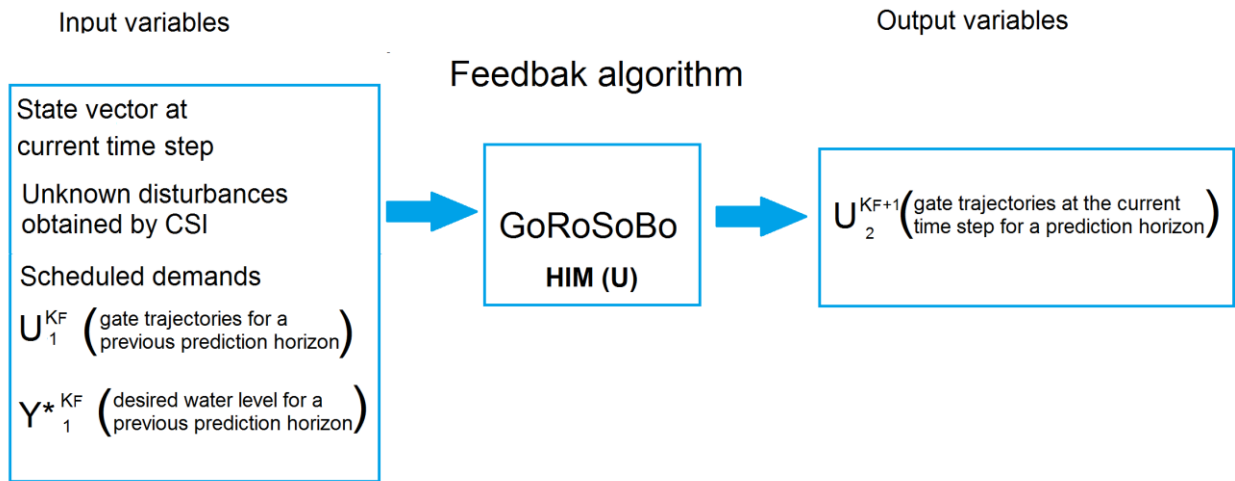 Input variables
Output variables
Feedbak algorithm
State vector at
current time step
Unknown disturbances
obtained by CSI
Scheduled demands
U₁^KF (gate trajectories for a
previous prediction horizon)
Y*₁^KF (desired water level for a
previous prediction horizon)
GoRoSoBo
HIM (U)
U₂^KF+1 (gate trajectories at the current
time step for a prediction horizon)